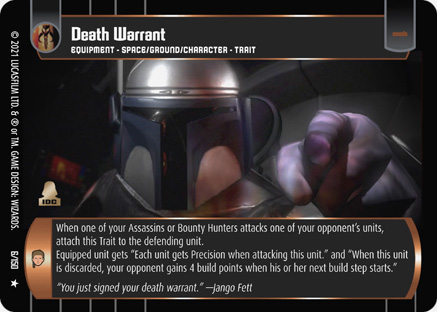 Death Warrant
EQUIPMENT - SPACE/GROUND/CHARACTER - TRAIT
© 2021 LUCASFILM LTD. & ® or TM. GAME DESIGN: WIZARDS.
IDC
6/150
When one of your Assassins or Bounty Hunters attacks one of your opponent's units,
attach this Trait to the defending unit.
Equipped unit gets "Each unit gets Precision when attacking this unit." and "When this unit
is discarded, your opponent gains 4 build points when his or her next build step starts."
"You just signed your death warrant." —Jango Fett